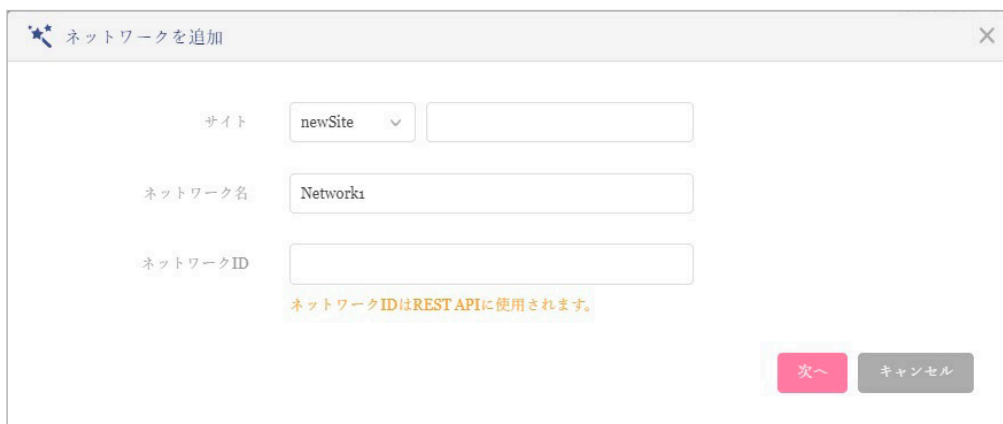 ネットワークを追加
サイト newSite
ネットワーク名 Network1
ネットワークID
ネットワークIDはREST APIに使用されます。
次へ キャンセル